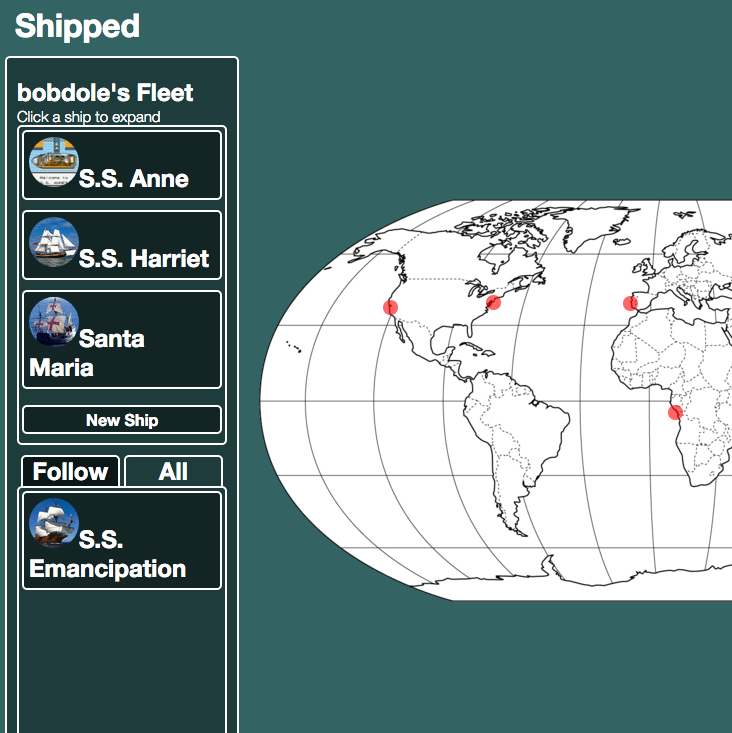 Shipped
bobdole's Fleet
Click a ship to expand
S.S. Anne
S.S. Harriet
Santa
Maria
New Ship
Follow
All
S.S.
Emancipation